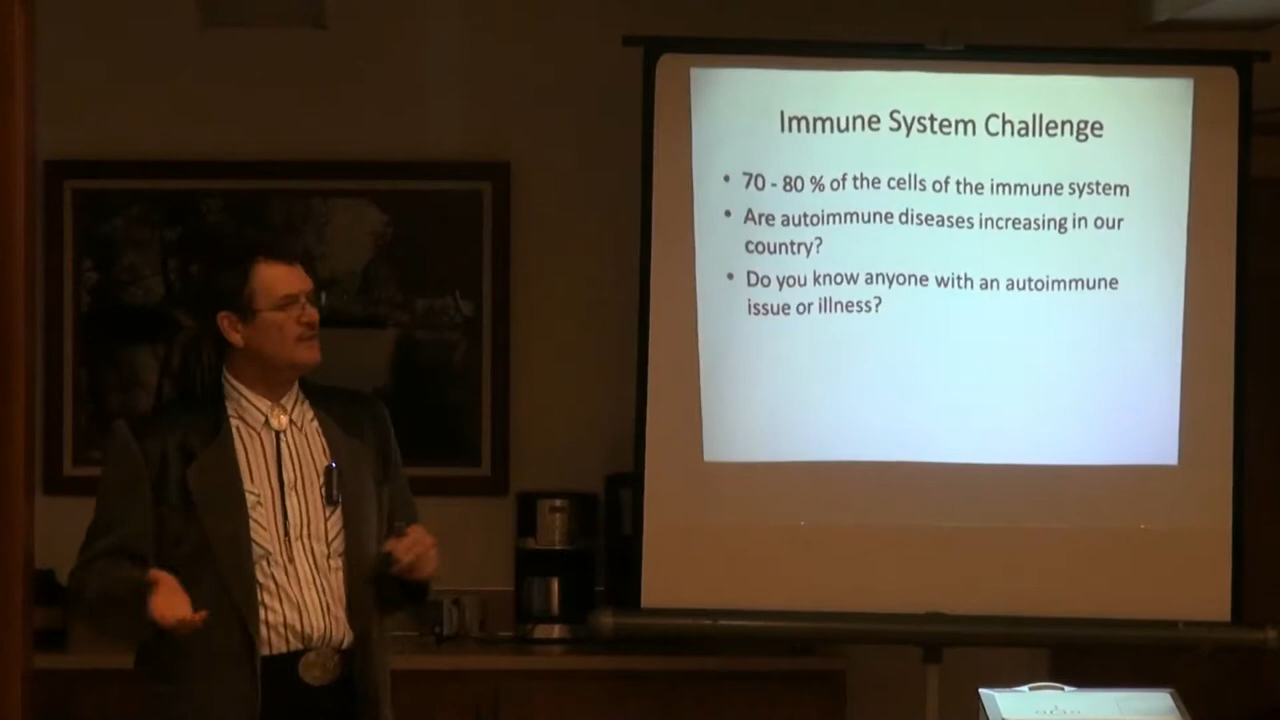 Immune System Challenge
• 70 - 80 % of the cells of the immune system
• Are autoimmune diseases increasing in our
country?
• Do you know anyone with an autoimmune
issue or illness?